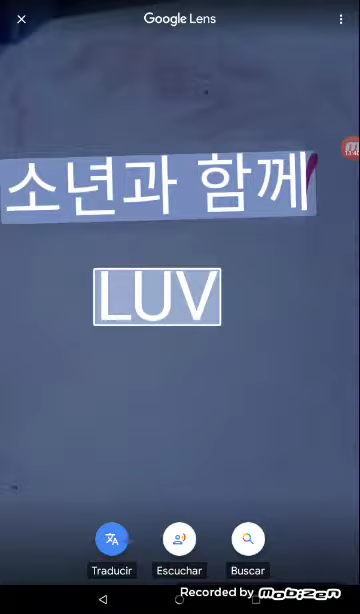 Google Lens
소년과 함께
LUV
Traducir
Escuchar
Buscar
Recorded by
mobizen